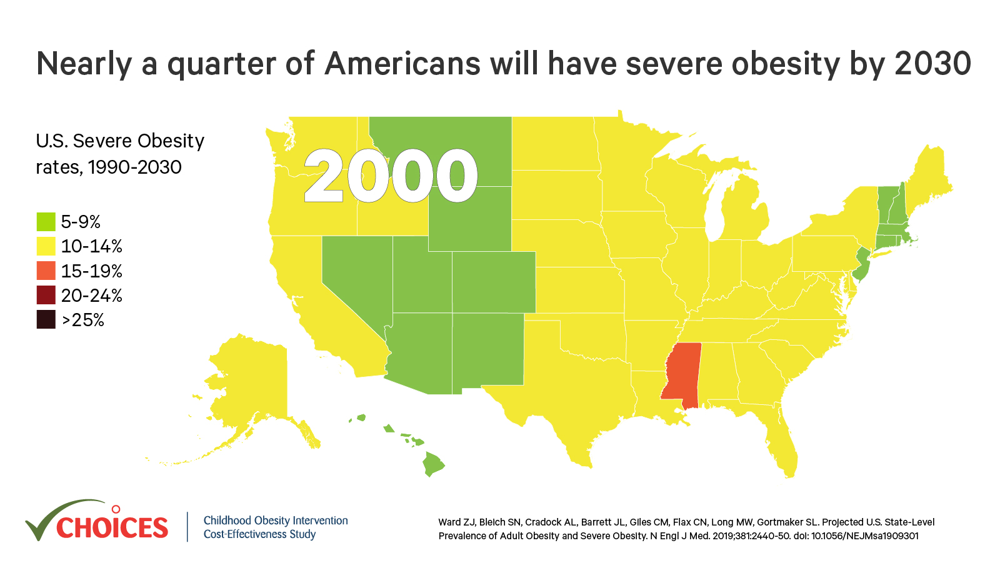 Nearly a quarter of Americans will have severe obesity by 2030
U.S. Severe Obesity
rates, 1990-2030
2000
5-9%
10-14%
15-19%
20-24%
>25%
CHOICES
Childhood Obesity Intervention
Cost-Effectiveness Study
Ward ZJ, Bleich SN, Cradock AL, Barrett JL, Giles CM, Flax CN, Long MW, Gortmaker SL. Projected U.S. State-Level
Prevalence of Adult Obesity and Severe Obesity. N Engl J Med. 2019;381:2440-50. doi: 10.1056/NEJMsa1909301